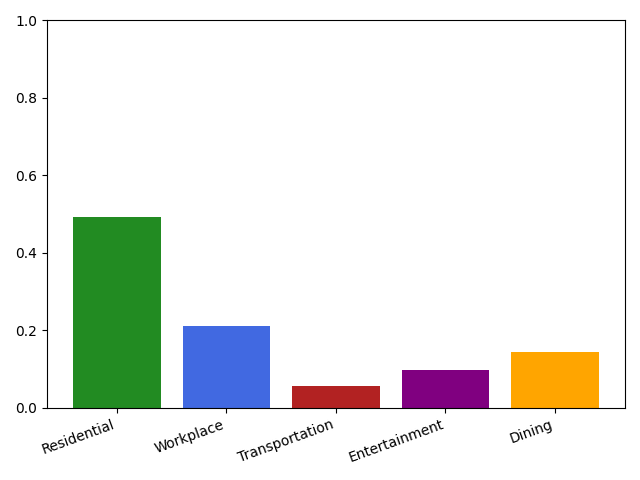 1.0
0.8
0.6
0.4
0.2
0.0
Residential
Workplace
Transportation
Entertainment
Dining